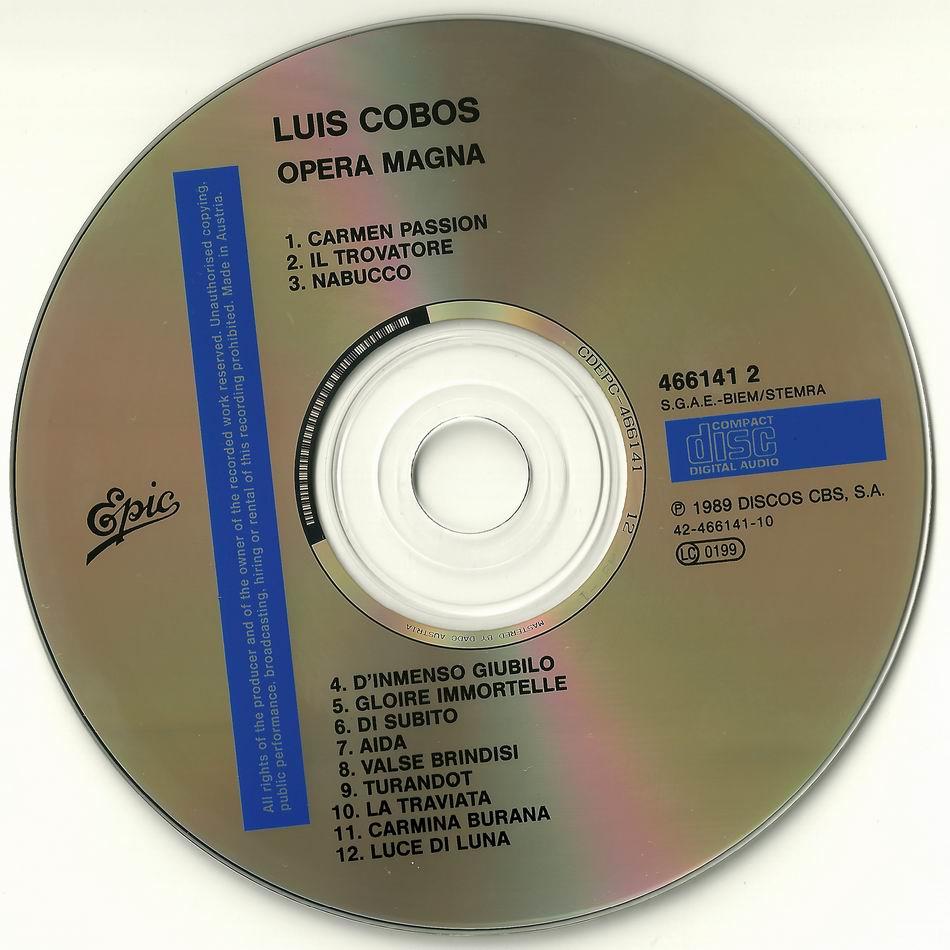 LUIS COBOS
OPERA MAGNA
1. CARMEN PASSION
2. IL TROVATORE
3. NABUCCO
All rights of the producer and of the owner of the recorded work reserved. Unauthorised copying,
public performance, broadcasting, hiring or rental of this recording prohibited. Made in Austria.
Epic
CDEPC-466141 12
466141 2
S.G.A.E.-BIEM/STEMRA
COMPACT
disc
DIGITAL AUDIO
℗ 1989 DISCOS CBS, S.A.
42-466141-10
LC 0199
MASTERED BY DADC AUSTRIA
4. D'INMENSO GIUBILO
5. GLOIRE IMMORTELLE
6. DI SUBITO
7. AIDA
8. VALSE BRINDISI
9. TURANDOT
10. LA TRAVIATA
11. CARMINA BURANA
12. LUCE DI LUNA